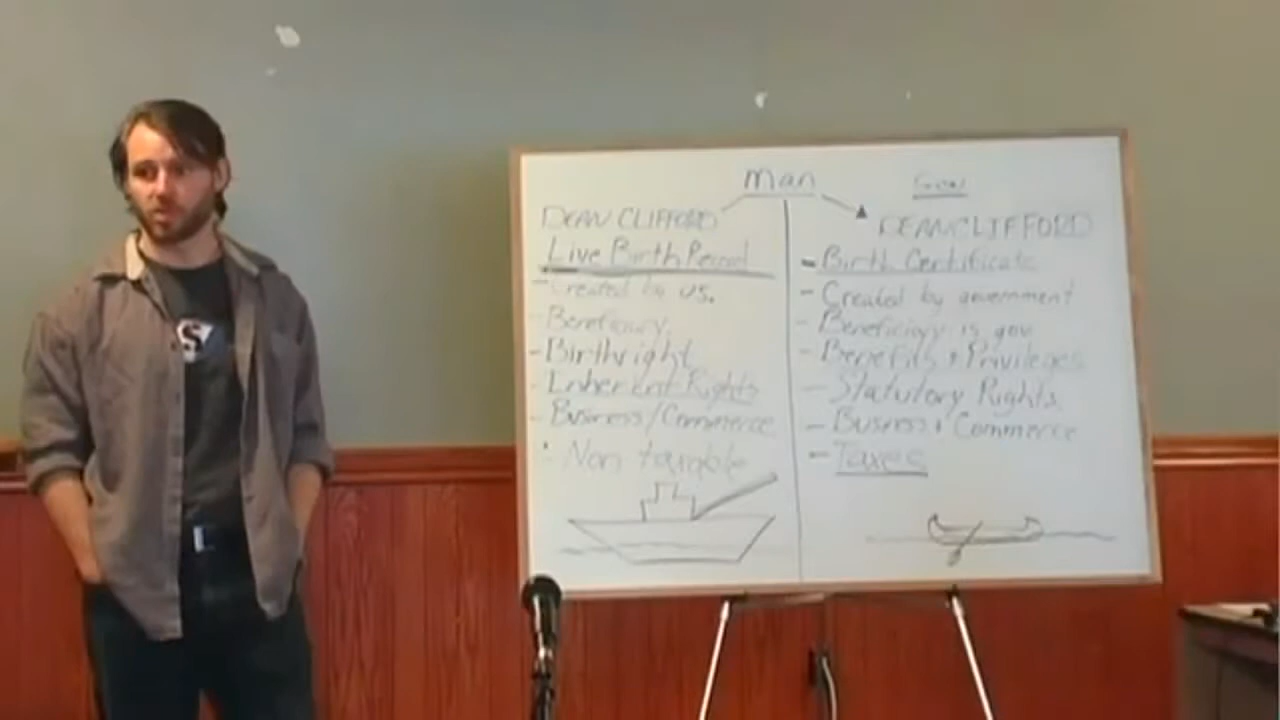 Man
Gov
DEAN CLIFFORD
Live Birth Record
- Created by us.
- Beneficiary.
- Birthright
- Inherent Rights
- Business/Commerce
- Non taxable
DEAN CLIFFORD
- Birth Certificate
- Created by government
- Beneficiary is gov
- Benefits + Privileges
- Statutory Rights
- Business + Commerce
- Taxes
S